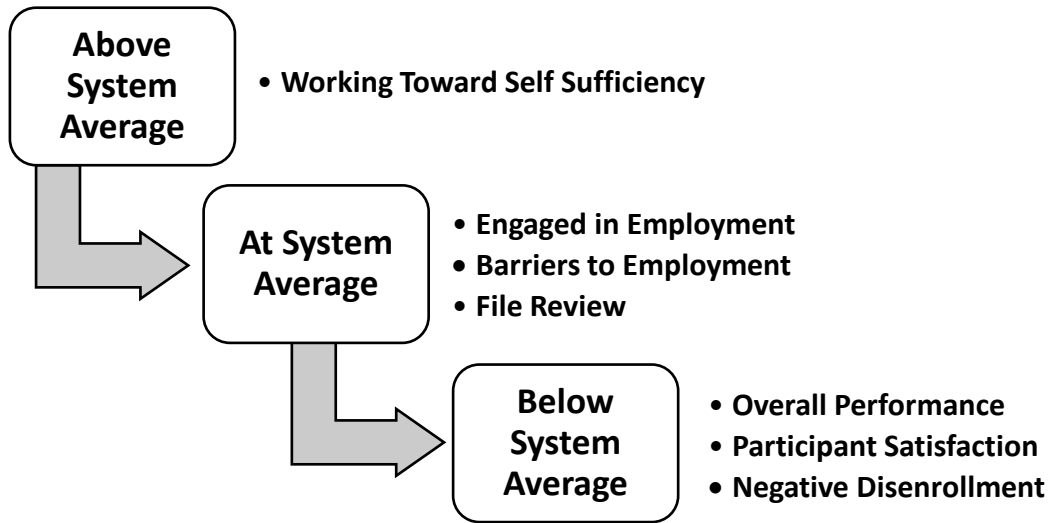 Above
System
Average
• Working Toward Self Sufficiency
At System
Average
• Engaged in Employment
• Barriers to Employment
• File Review
Below
System
Average
• Overall Performance
• Participant Satisfaction
• Negative Disenrollment